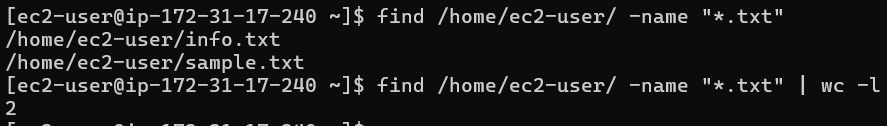 [ec2-user@ip-172-31-17-240 ~]$ find /home/ec2-user/ -name "*.txt"
/home/ec2-user/info.txt
/home/ec2-user/sample.txt
[ec2-user@ip-172-31-17-240 ~]$ find /home/ec2-user/ -name "*.txt" | wc -l
2